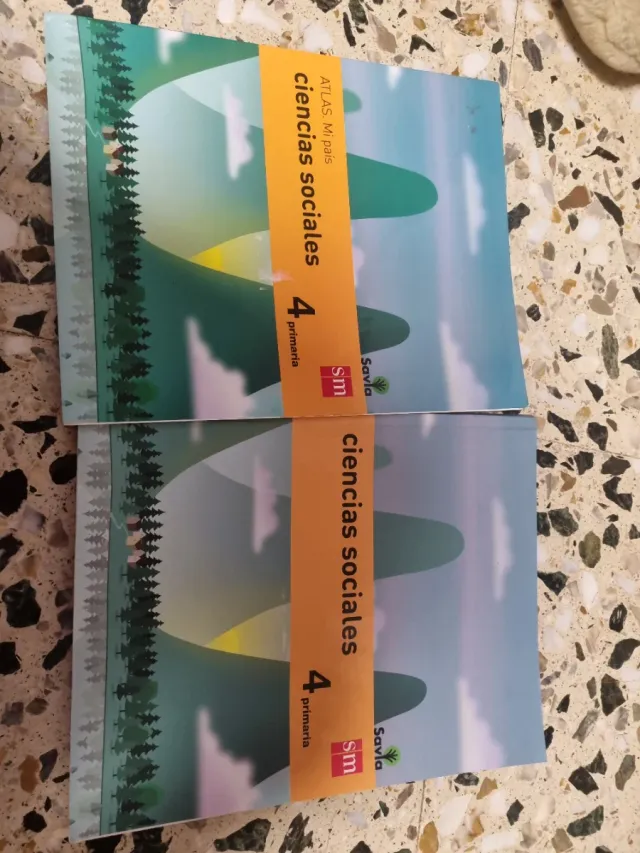 ATLAS. Mi país
ciencias sociales
4
primaria
sm
Savia
ciencias sociales
4
primaria
sm
Savia